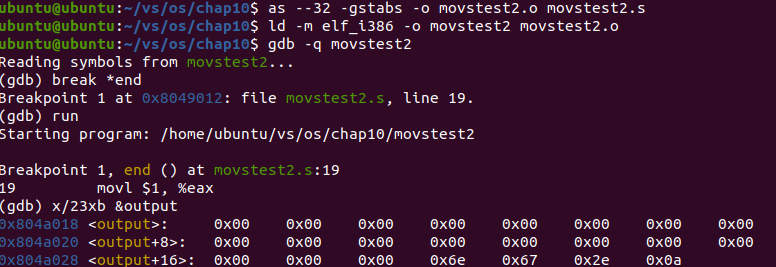 ubuntu@ubuntu:~/vs/os/chap10$ as --32 -gstabs -o movstest2.o movstest2.s
ubuntu@ubuntu:~/vs/os/chap10$ ld -m elf_i386 -o movstest2 movstest2.o
ubuntu@ubuntu:~/vs/os/chap10$ gdb -q movstest2
Reading symbols from movstest2...
(gdb) break *end
Breakpoint 1 at 0x8049012: file movstest2.s, line 19.
(gdb) run
Starting program: /home/ubuntu/vs/os/chap10/movstest2
Breakpoint 1, end () at movstest2.s:19
19 movl $1, %eax
(gdb) x/23xb &output
0x804a018 <output>: 0x00 0x00 0x00 0x00 0x00 0x00 0x00 0x00
0x804a020 <output+8>: 0x00 0x00 0x00 0x00 0x00 0x00 0x00 0x00
0x804a028 <output+16>: 0x00 0x00 0x00 0x6e 0x67 0x2e 0x0a